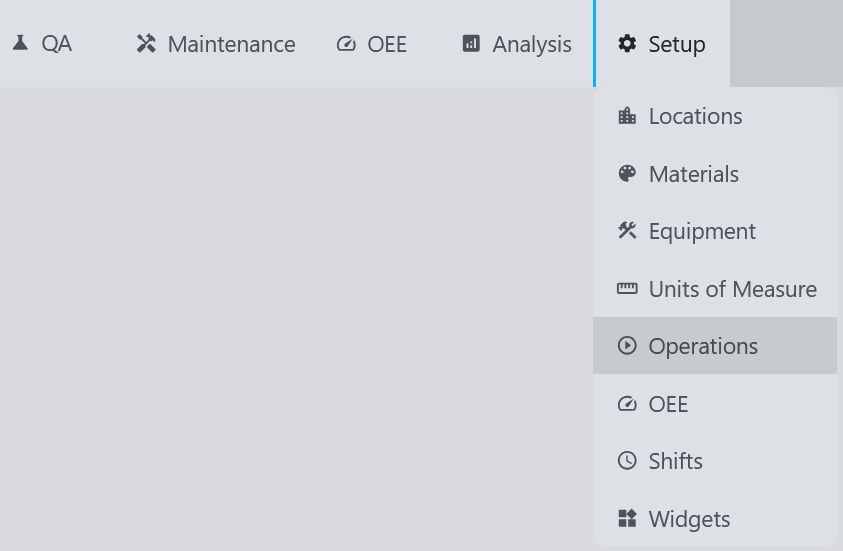 QA Maintenance OEE Analysis Setup
Locations
Materials
Equipment
Units of Measure
Operations
OEE
Shifts
Widgets